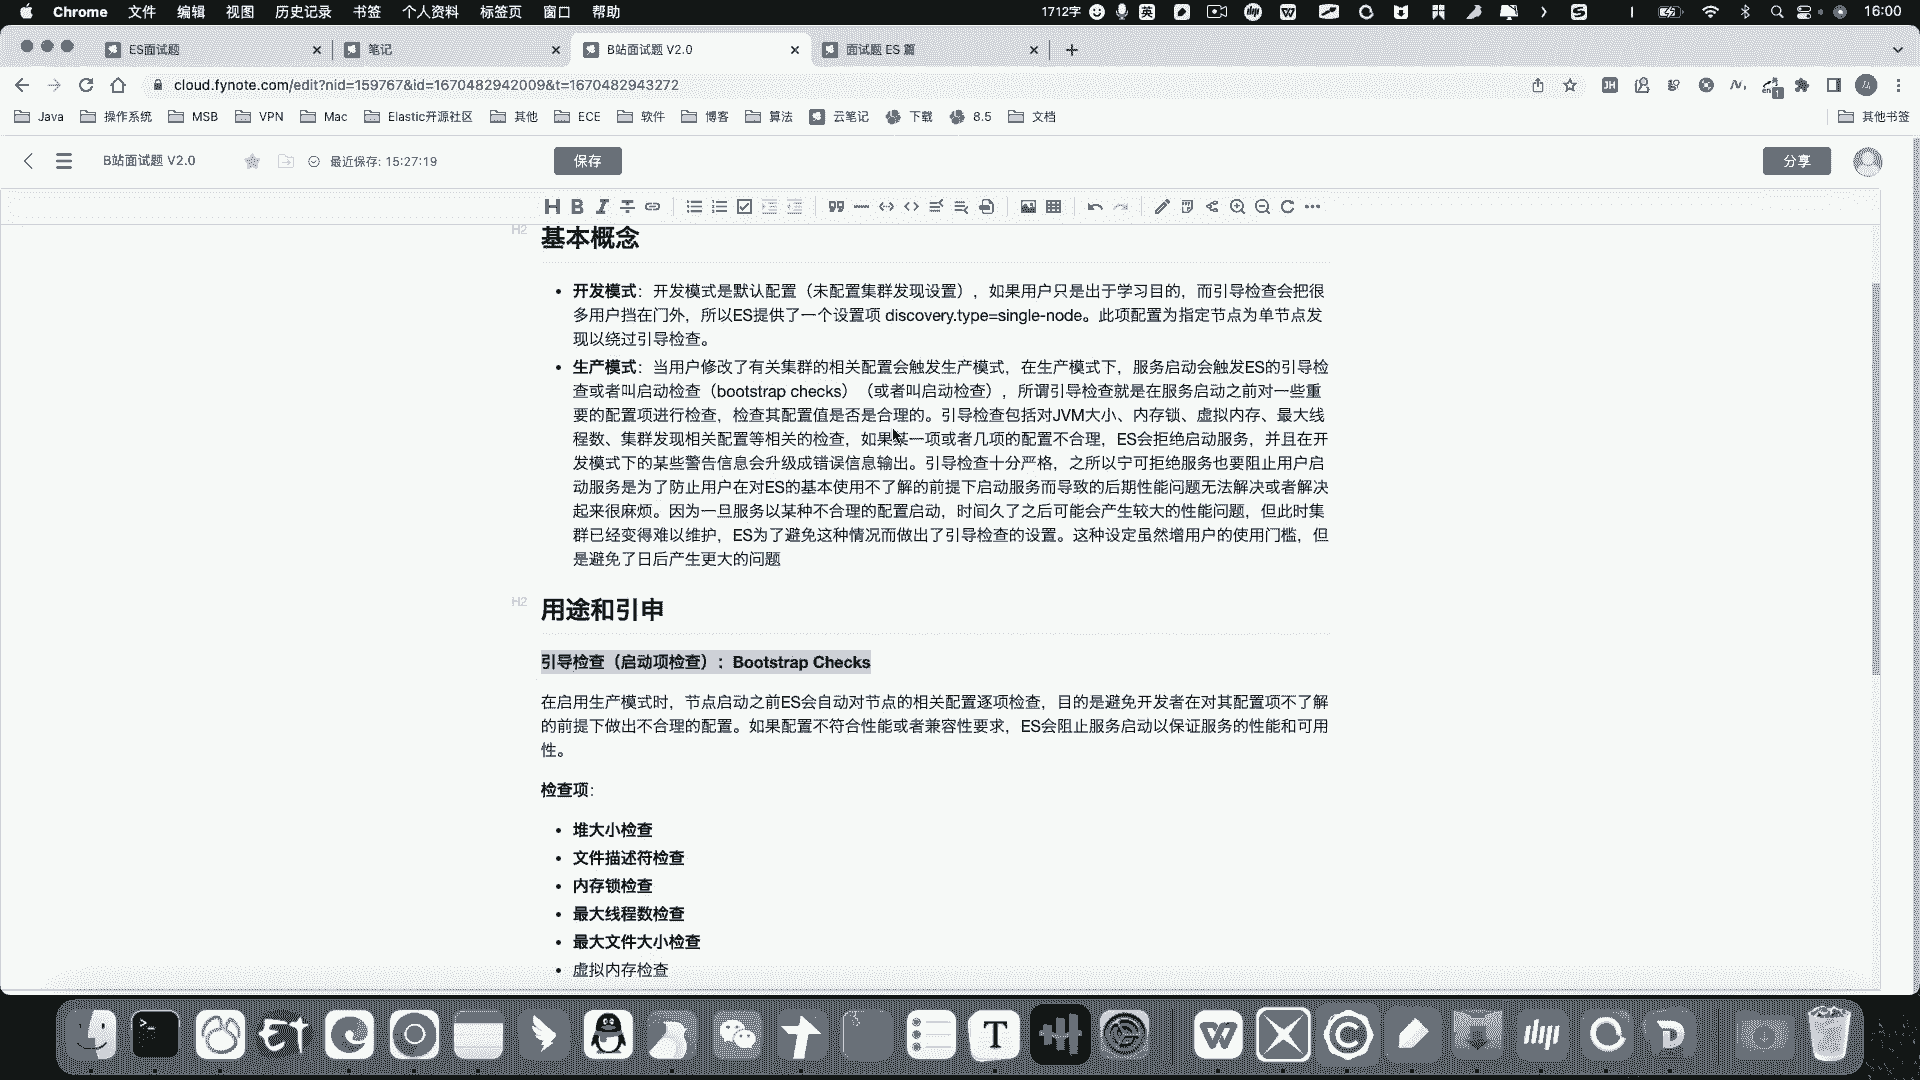 Chrome 文件 编辑 视图 历史记录 书签 个人资料 标签页 窗口 帮助 1712字 英 16:00
ES面试题 笔记 B站面试题 V2.0 面试题 ES 篇
cloud.fynote.com/edit?nid=159767&id=1670482942009&t=1670482943272
Java 操作系统 MSB VPN Mac Elastic开源社区 其他 ECE 软件 博客 算法 云笔记 下载 8.5 文档 其他书签
B站面试题 V2.0 最近保存: 15:27:19 保存 分享
H2 基本概念
• 开发模式：开发模式是默认配置（未配置集群发现设置），如果用户只是出于学习目的，而引导检查会把很
多用户挡在门外，所以ES提供了一个设置项 discovery.type=single-node。此项配置为指定节点为单节点发
现以绕过引导检查。
• 生产模式：当用户修改了有关集群的相关配置会触发生产模式，在生产模式下，服务启动会触发ES的引导检
查或者叫启动检查（bootstrap checks）（或者叫启动检查），所谓引导检查就是在服务启动之前对一些重
要的配置项进行检查，检查其配置值是否是合理的。引导检查包括对JVM大小、内存锁、虚拟内存、最大线
程数、集群发现相关配置等相关的检查，如果某一项或者几项的配置不合理，ES会拒绝启动服务，并且在开
发模式下的某些警告信息会升级成错误信息输出。引导检查十分严格，之所以宁可拒绝服务也要阻止用户启
动服务是为了防止用户在对ES的基本使用不了解的前提下启动服务而导致的后期性能问题无法解决或者解决
起来很麻烦。因为一旦服务以某种不合理的配置启动，时间久了之后可能会产生较大的性能问题，但此时集
群已经变得难以维护，ES为了避免这种情况而做出了引导检查的设置。这种设定虽然增用户的使用门槛，但
是避免了日后产生更大的问题
H2 用途和引申
引导检查（启动项检查）：Bootstrap Checks
在启用生产模式时，节点启动之前ES会自动对节点的相关配置逐项检查，目的是避免开发者在对其配置项不了解
的前提下做出不合理的配置。如果配置不符合性能或者兼容性要求，ES会阻止服务启动以保证服务的性能和可用
性。
检查项:
• 堆大小检查
• 文件描述符检查
• 内存锁检查
• 最大线程数检查
• 最大文件大小检查
• 虚拟内存检查